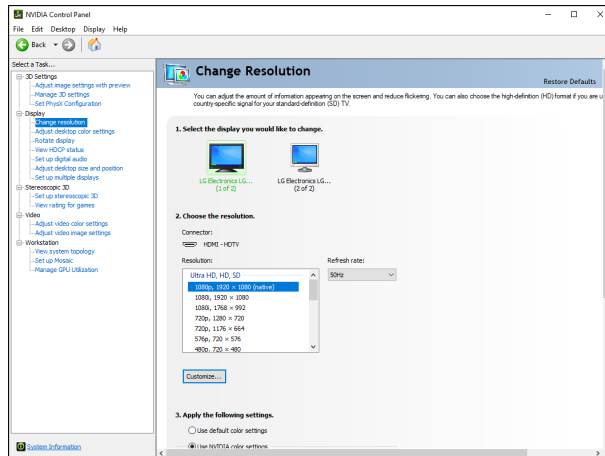 NVIDIA Control Panel
File Edit Desktop Display Help
Back
Select a Task...
3D Settings
Adjust image settings with preview
Manage 3D settings
Set PhysX Configuration
Display
Change resolution
Adjust desktop color settings
Rotate display
View HDCP status
Set up digital audio
Adjust desktop size and position
Set up multiple displays
Stereoscopic 3D
Set up stereoscopic 3D
View rating for games
Video
Adjust video color settings
Adjust video image settings
Workstation
View system topology
Set up Mosaic
Manage GPU Utilization
System Information
Change Resolution
Restore Defaults
You can adjust the amount of information appearing on the screen and reduce flickering. You can also choose the high-definition (HD) format if you are u
country-specific signal for your standard-definition (SD) TV.
1. Select the display you would like to change.
LG Electronics LG... LG Electronics LG...
(1 of 2) (2 of 2)
2. Choose the resolution.
Connector:
HDMI - HDTV
Resolution: Refresh rate:
Ultra HD, HD, SD 50Hz
1080p, 1920 × 1080 (native)
1080i, 1920 × 1080
1080i, 1768 × 992
720p, 1280 × 720
720p, 1176 × 664
576p, 720 × 576
480p, 720 × 480
Customize...
3. Apply the following settings.
Use default color settings
Use NVIDIA color settings